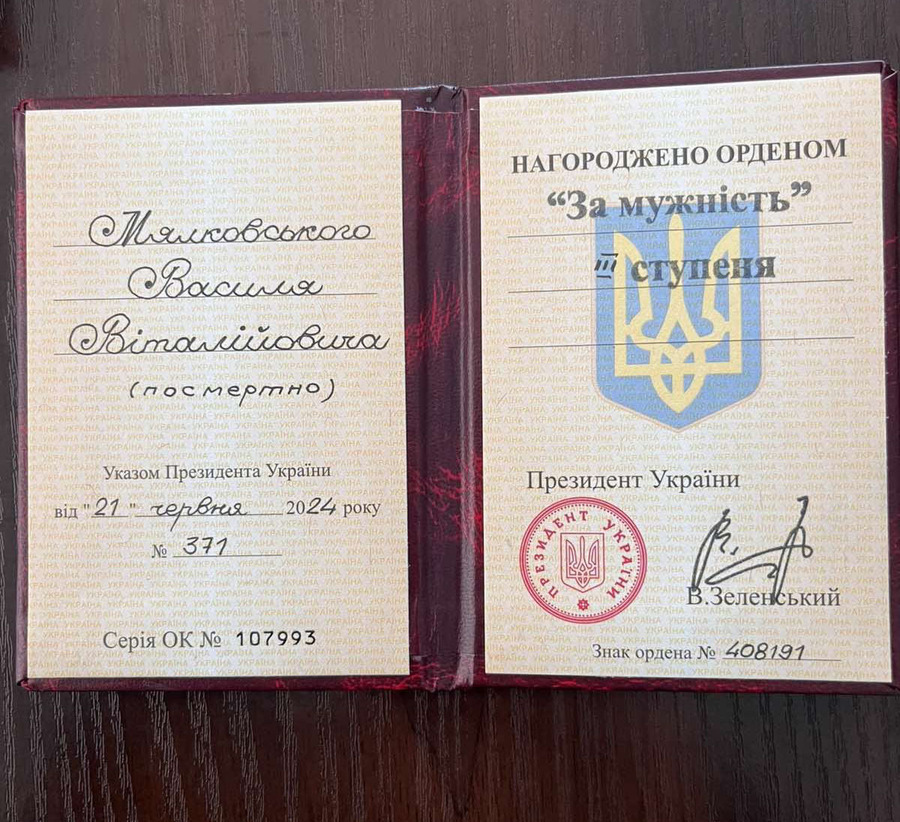 Мялковського
Василя
Віталійовича
(посмертно)
Указом Президента України
від "21" червня 2024 року
№ 371
Серія ОК № 107993
НАГОРОДЖЕНО ОРДЕНОМ
“За мужність”
III ступеня
Президент України
ПРЕЗИДЕНТ УКРАЇНИ
В.Зеленський
Знак ордена № 408191